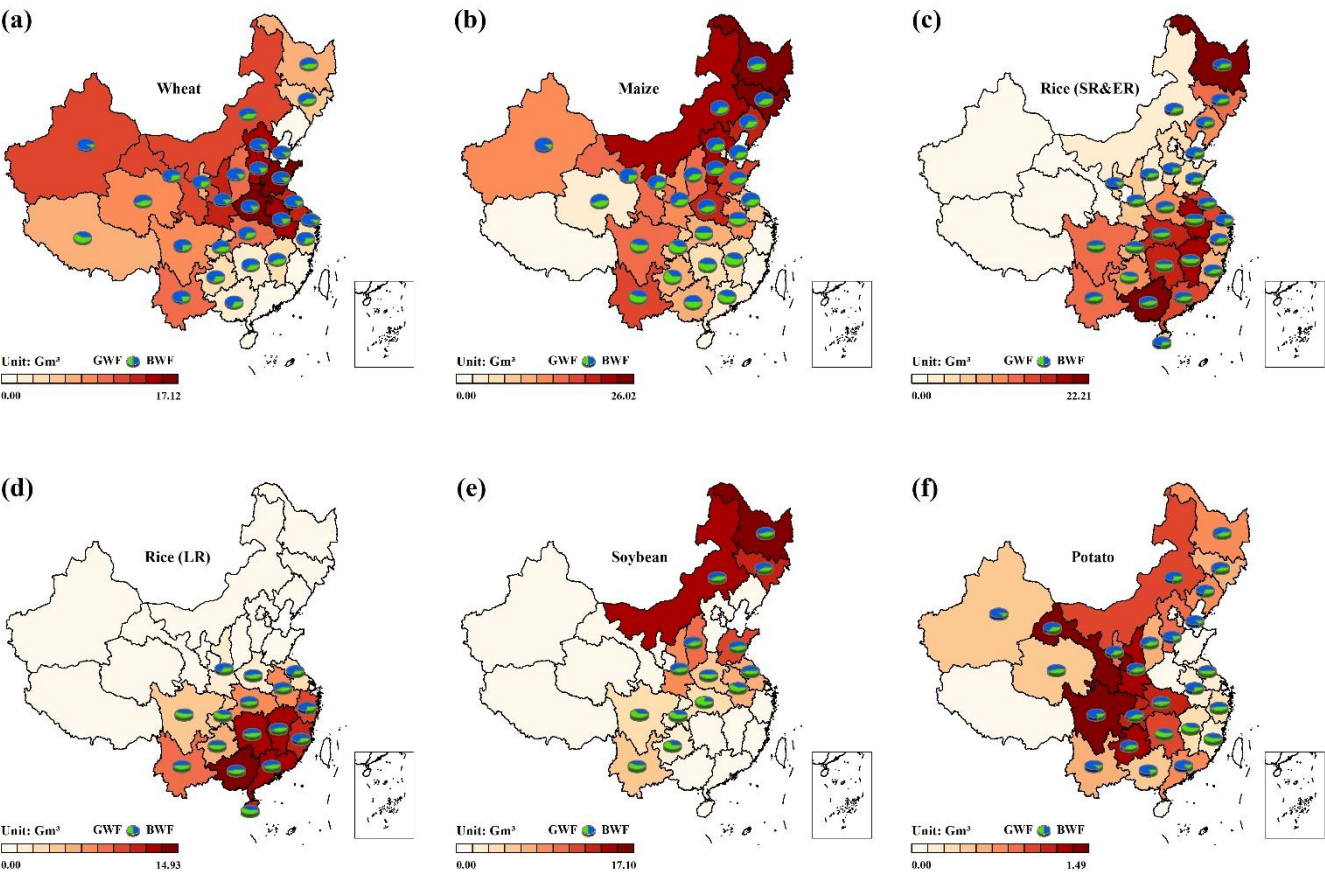 (a)
Wheat
Unit: Gm³ GWF BWF
0.00 17.12
(b)
Maize
Unit: Gm³ GWF BWF
0.00 26.02
(c)
Rice (SR&ER)
Unit: Gm³ GWF BWF
0.00 22.21
(d)
Rice (LR)
Unit: Gm³ GWF BWF
0.00 14.93
(e)
Soybean
Unit: Gm³ GWF BWF
0.00 17.10
(f)
Potato
Unit: Gm³ GWF BWF
0.00 1.49